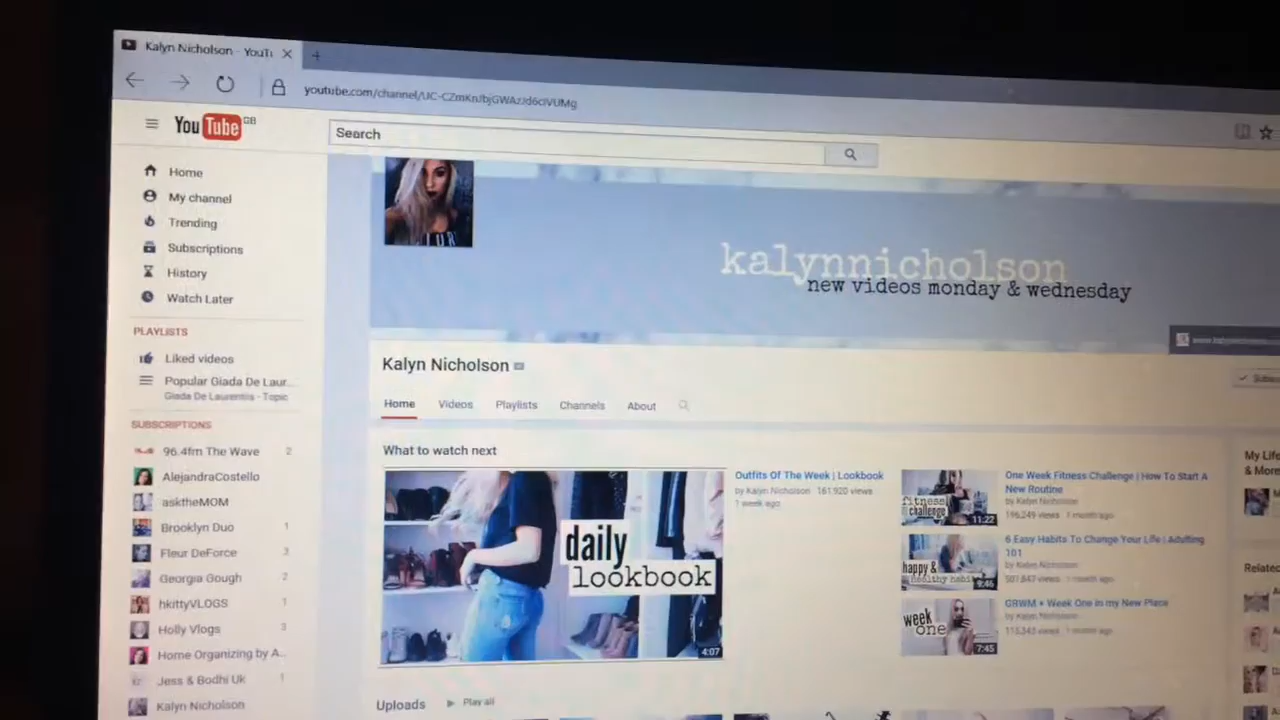 Kalyn Nicholson - YouTu
youtube.com/channel/
YouTube GB
Search
Home
My channel
Trending
Subscriptions
History
Watch Later
PLAYLISTS
Liked videos
Popular Giada De Laur...
Giada De Laurentiis - Topic
SUBSCRIPTIONS
96.4fm The Wave 2
AlejandraCostello
asktheMOM
Brooklyn Duo 1
Fleur DeForce 3
Georgia Gough 2
hkittyVLOGS 1
Holly Vlogs 3
Home Organizing by A...
Jess & Bodhi Uk 1
Kalyn Nicholson
kalynnicholson
new videos monday & wednesday
Kalyn Nicholson
Home Videos Playlists Channels About
What to watch next
daily
lookbook
4:07
Outfits Of The Week | Lookbook
by Kalyn Nicholson 161,920 views
1 week ago
fitness
challenge
11:22
One Week Fitness Challenge | How To Start A
New Routine
by Kalyn Nicholson
196,249 views 1 month ago
happy &
healthy habits
9:46
6 Easy Habits To Change Your Life | Adulting
101
by Kalyn Nicholson
507,847 views 1 month ago
week
one
7:45
GRWM + Week One in my New Place
by Kalyn Nicholson
115,343 views 1 month ago
My Life
& More
Related
Uploads Play all